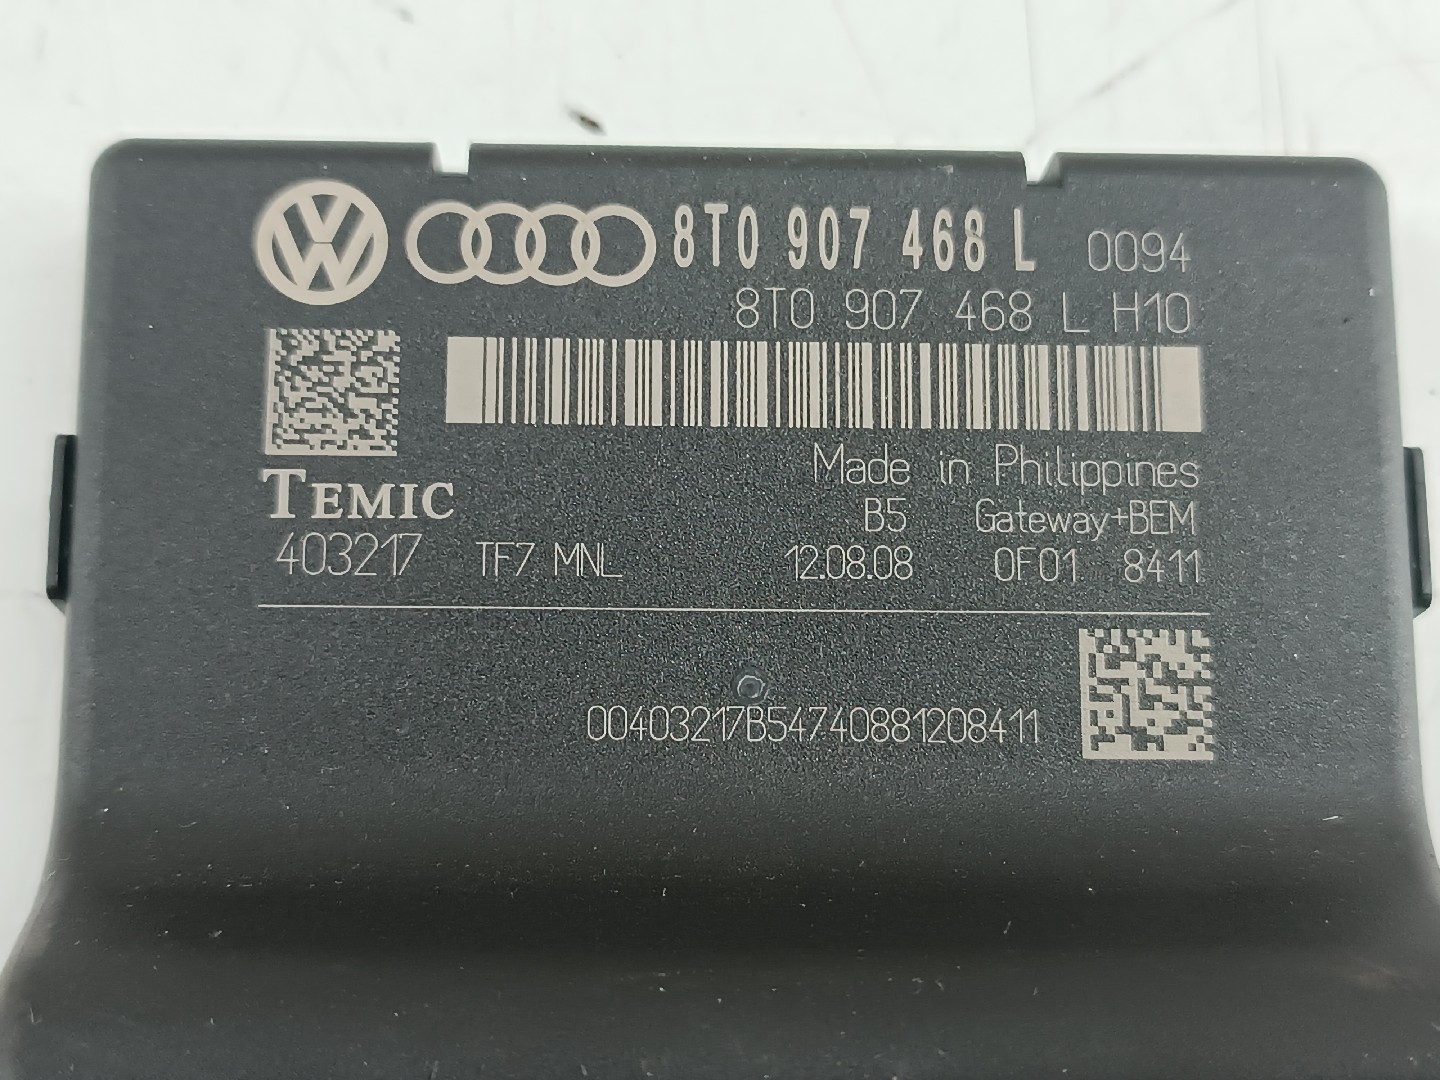 8T0 907 468 L 0094
8T0 907 468 L H10
Made in Philippines
TEMIC B5 Gateway+BEM
403217 TF7 MNL 12.08.08 0F01 8411
00403217B54740881208411